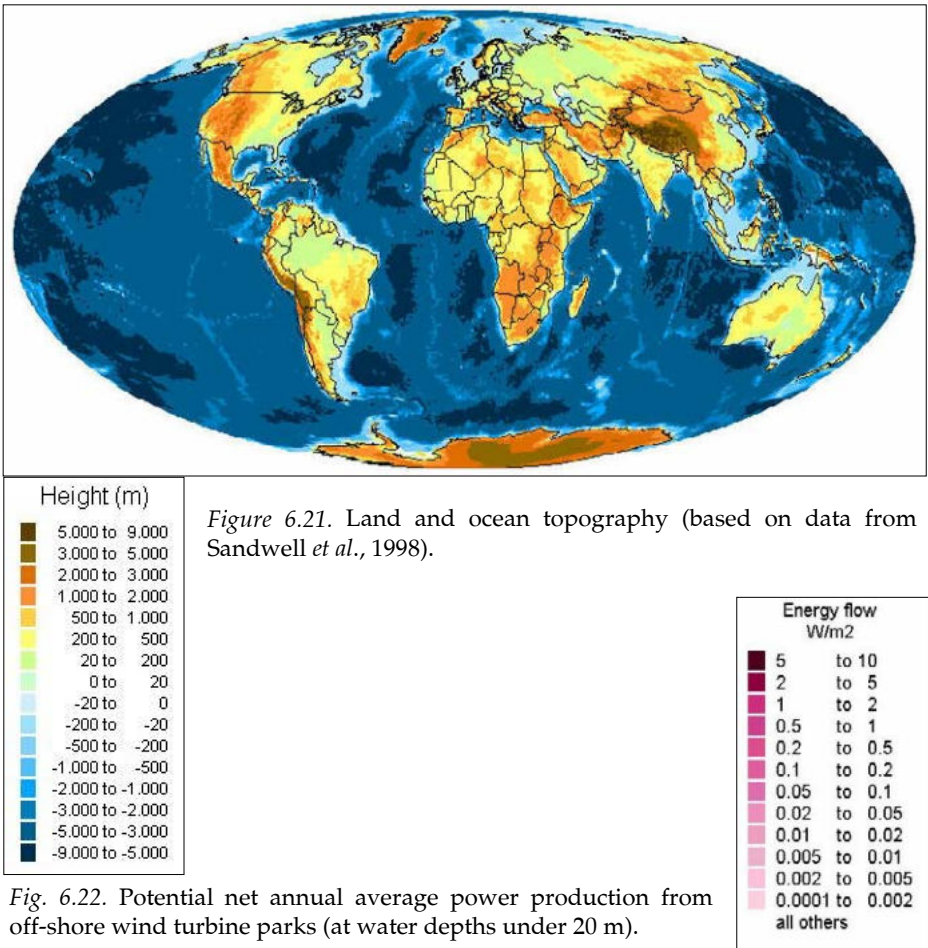 Height (m)
5.000 to 9.000
3.000 to 5.000
2.000 to 3.000
1.000 to 2.000
500 to 1.000
200 to 500
20 to 200
0 to 20
-20 to 0
-200 to -20
-500 to -200
-1.000 to -500
-2.000 to -1.000
-3.000 to -2.000
-5.000 to -3.000
-9.000 to -5.000
Figure 6.21. Land and ocean topography (based on data from
Sandwell et al., 1998).
Energy flow
W/m2
5 to 10
2 to 5
1 to 2
0.5 to 1
0.2 to 0.5
0.1 to 0.2
0.05 to 0.1
0.02 to 0.05
0.01 to 0.02
0.005 to 0.01
0.002 to 0.005
0.0001 to 0.002
all others
Fig. 6.22. Potential net annual average power production from
off-shore wind turbine parks (at water depths under 20 m).